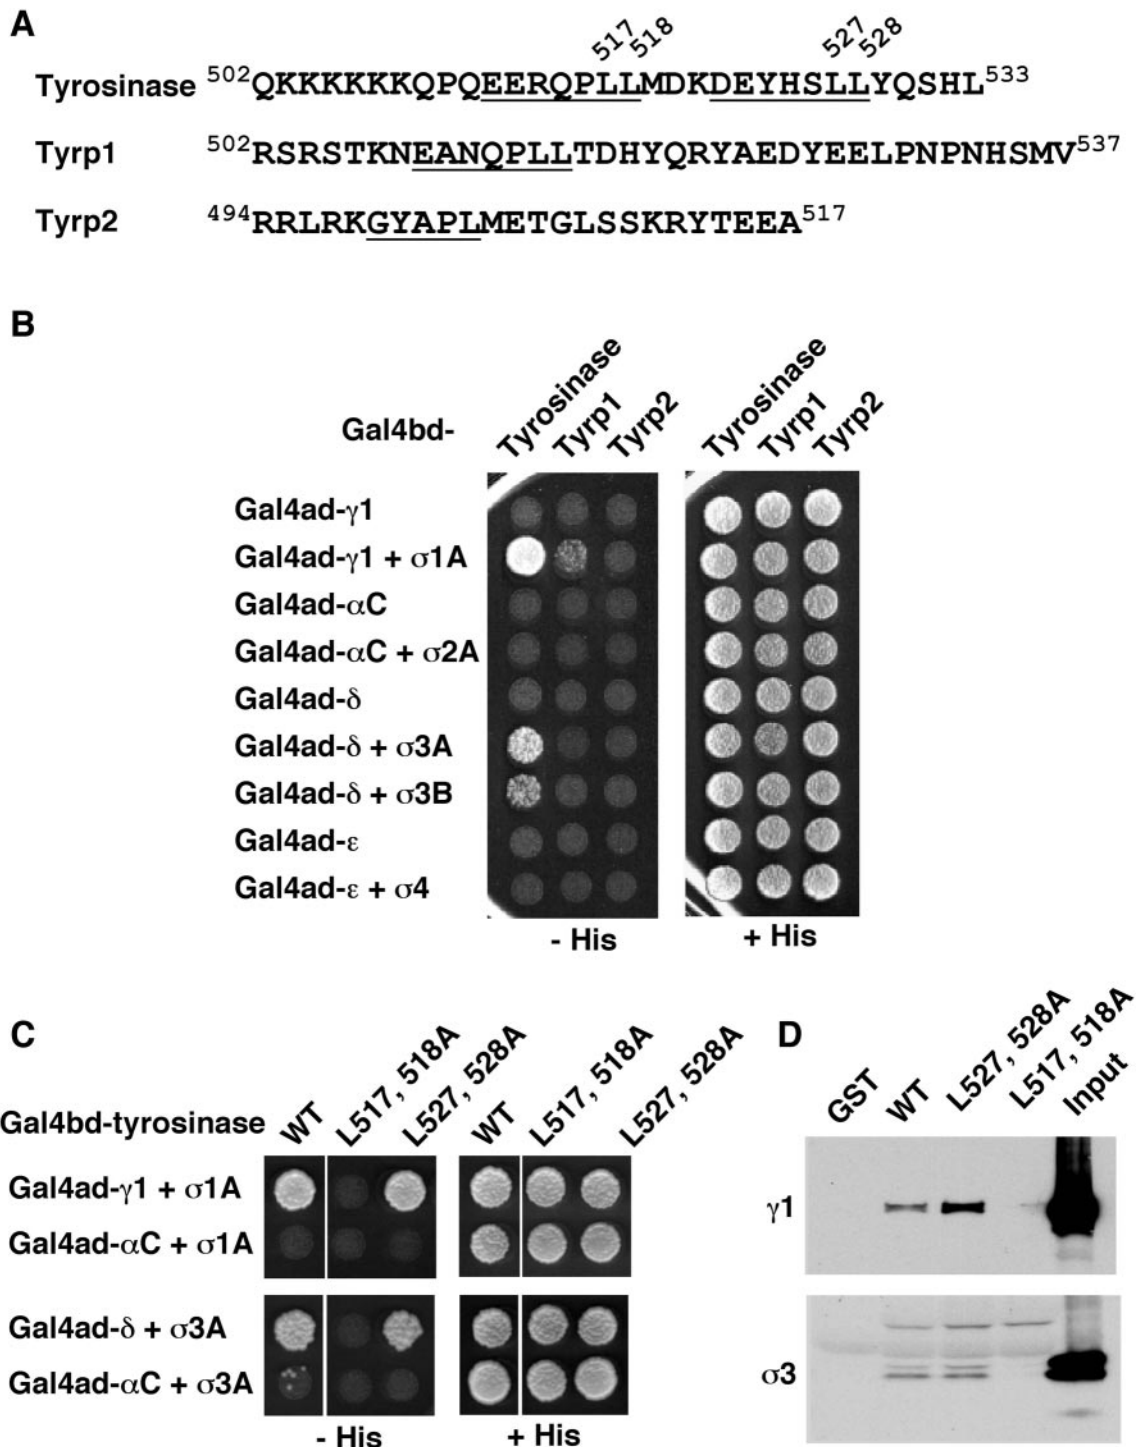 A
517 518 527 528
Tyrosinase 502QKKKKKKQPQEERQPLLMDKDEYHSLLYQSHL533
Tyrp1 502RSRSTKNEANQPLLTDHYQRYAEDYEELPNPNHSMV537
Tyrp2 494RRLRKGYAPLMETGLSSKRYTEEA517
B
Gal4bd- Tyrosinase Tyrp1 Tyrp2 Tyrosinase Tyrp1 Tyrp2
Gal4ad-γ1
Gal4ad-γ1 + σ1A
Gal4ad-αC
Gal4ad-αC + σ2A
Gal4ad-δ
Gal4ad-δ + σ3A
Gal4ad-δ + σ3B
Gal4ad-ε
Gal4ad-ε + σ4
- His + His
C
Gal4bd-tyrosinase WT L517, 518A L527, 528A WT L517, 518A L527, 528A
Gal4ad-γ1 + σ1A
Gal4ad-αC + σ1A
Gal4ad-δ + σ3A
Gal4ad-αC + σ3A
- His + His
D
GST WT L527, 528A L517, 518A Input
γ1
σ3